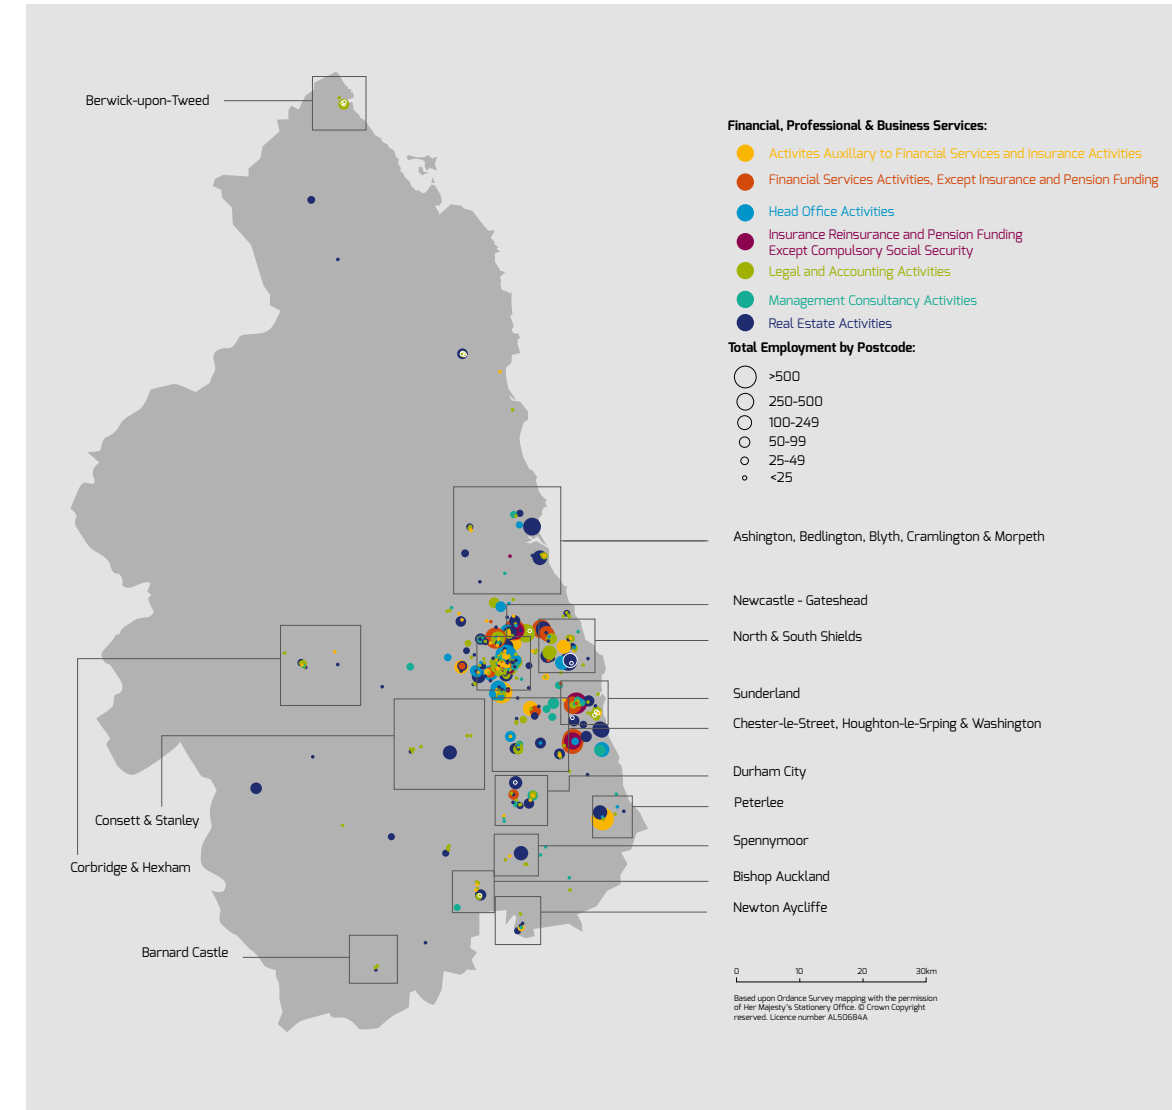 Berwick-upon-Tweed
Financial, Professional & Business Services:
Activites Auxillary to Financial Services and Insurance Activities
Financial Services Activities, Except Insurance and Pension Funding
Head Office Activities
Insurance Reinsurance and Pension Funding
Except Compulsory Social Security
Legal and Accounting Activities
Management Consultancy Activities
Real Estate Activities
Total Employment by Postcode:
>500
250-500
100-249
50-99
25-49
<25
Ashington, Bedlington, Blyth, Cramlington & Morpeth
Newcastle - Gateshead
North & South Shields
Sunderland
Chester-le-Street, Houghton-le-Srping & Washington
Durham City
Peterlee
Spennymoor
Bishop Auckland
Newton Aycliffe
Consett & Stanley
Corbridge & Hexham
Barnard Castle
0 10 20 30km
Based upon Ordance Survey mapping with the permission
of Her Majesty's Stationery Office. © Crown Copyright
reserved. Licence number AL50684A